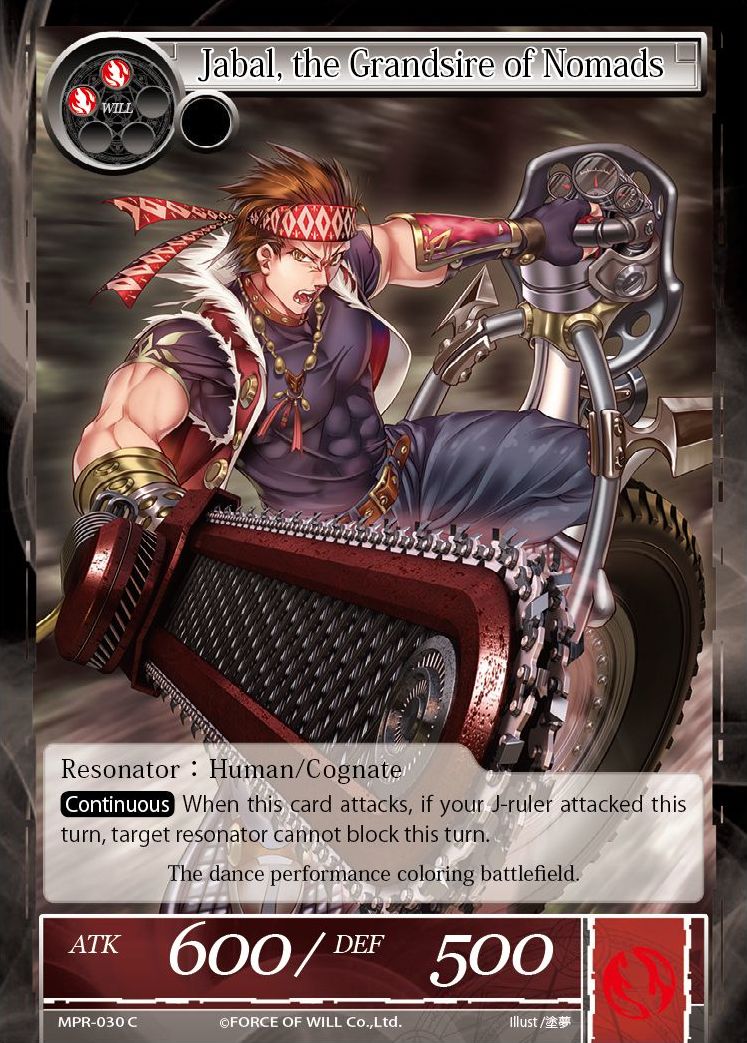 Jabal, the Grandsire of Nomads
WILL
Resonator : Human/Cognate
Continuous When this card attacks, if your J-ruler attacked this
turn, target resonator cannot block this turn.
The dance performance coloring battlefield.
ATK 600/ DEF 500
MPR-030 C ©FORCE OF WILL Co.,Ltd. Illust /塗夢